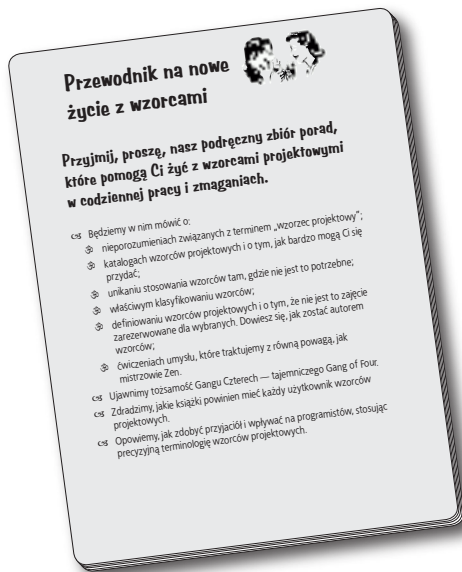 Przewodnik na nowe
życie z wzorcami
Przyjmij, proszę, nasz podręczny zbiór porad,
które pomogą Ci żyć z wzorcami projektowymi
w codziennej pracy i zmaganiach.
Będziemy w nim mówić o:
nieporozumieniach związanych z terminem „wzorzec projektowy”;
katalogach wzorców projektowych i o tym, jak bardzo mogą Ci się
przydać;
unikaniu stosowania wzorców tam, gdzie nie jest to potrzebne;
właściwym klasyfikowaniu wzorców;
definiowaniu wzorców projektowych i o tym, że nie jest to zajęcie
zarezerwowane dla wybranych. Dowiesz się, jak zostać autorem
wzorców;
ćwiczeniach umysłu, które traktujemy z równą powagą, jak
mistrzowie Zen.
Ujawnimy tożsamość Gangu Czterech — tajemniczego Gang of Four.
Zdradzimy, jakie książki powinien mieć każdy użytkownik wzorców
projektowych.
Opowiemy, jak zdobyć przyjaciół i wpływać na programistów, stosując
precyzyjną terminologię wzorców projektowych.